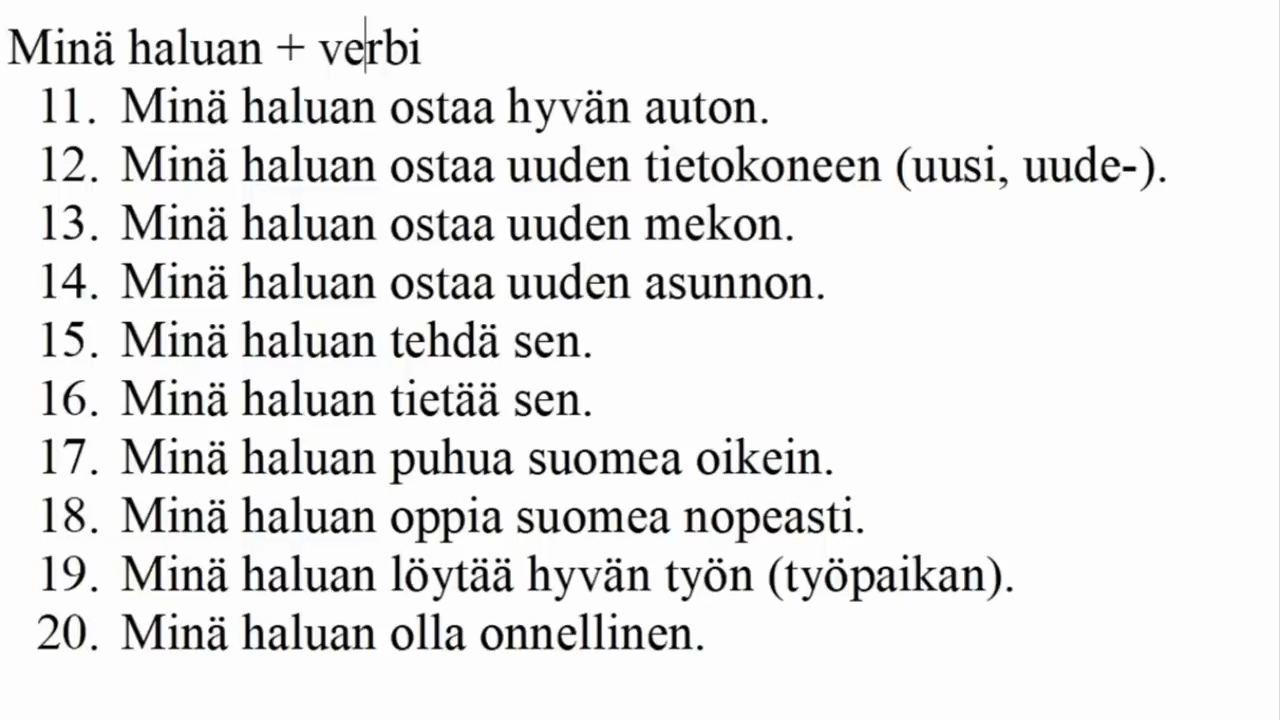 Minä haluan + verbi
11. Minä haluan ostaa hyvän auton.
12. Minä haluan ostaa uuden tietokoneen (uusi, uude-).
13. Minä haluan ostaa uuden mekon.
14. Minä haluan ostaa uuden asunnon.
15. Minä haluan tehdä sen.
16. Minä haluan tietää sen.
17. Minä haluan puhua suomea oikein.
18. Minä haluan oppia suomea nopeasti.
19. Minä haluan löytää hyvän työn (työpaikan).
20. Minä haluan olla onnellinen.